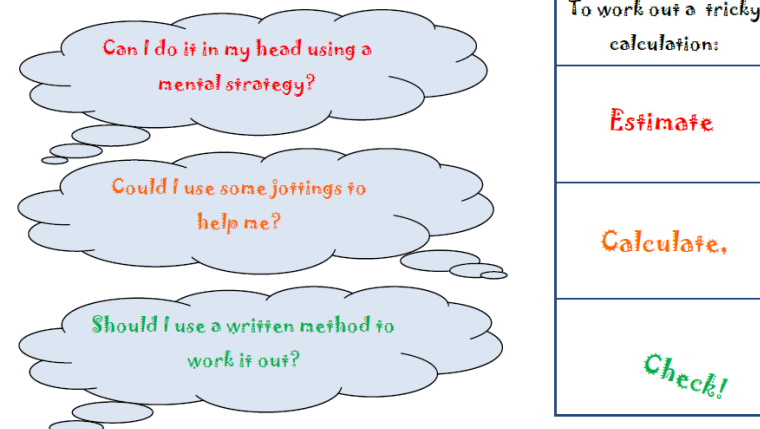 Can I do it in my head using a
mental strategy?
Could I use some jottings to
help me?
Should I use a written method to
work it out?
To work out a tricky
calculation:
Estimate
Calculate,
Check!